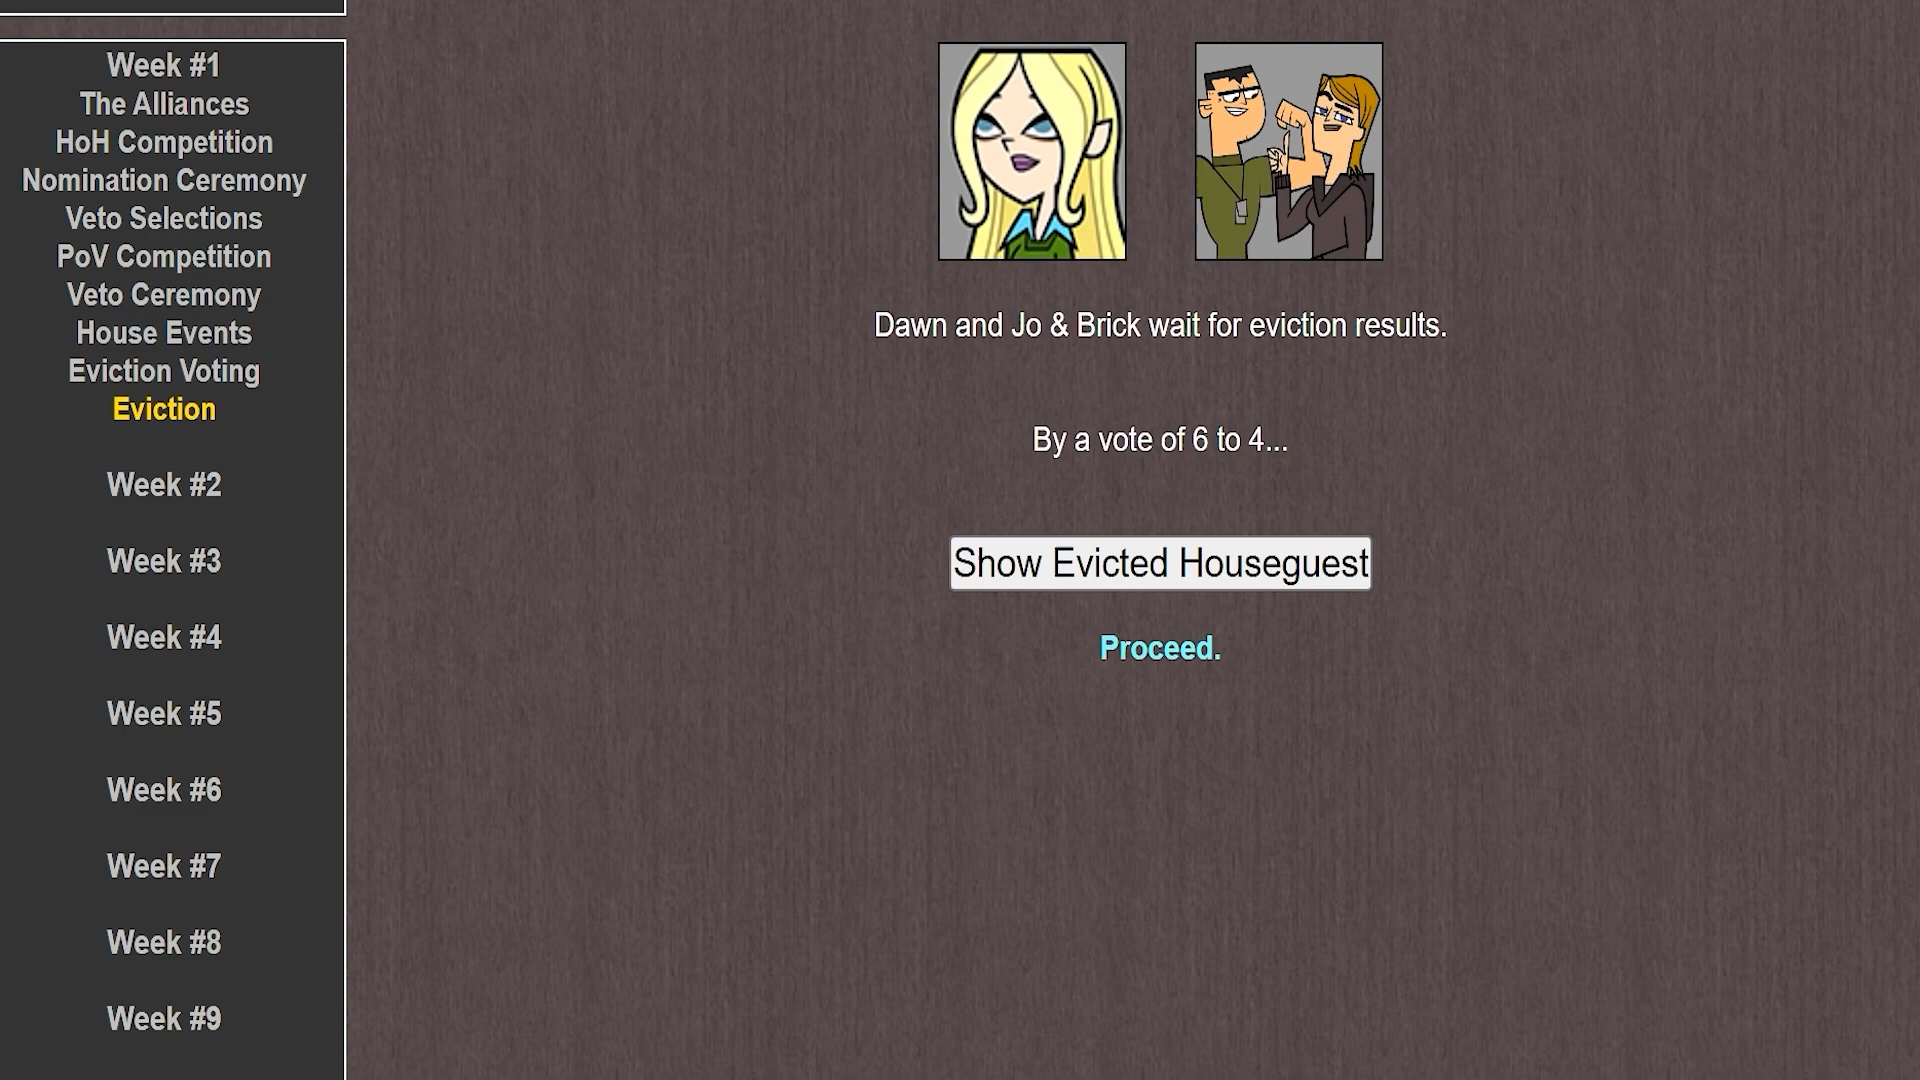 Week #1
The Alliances
HoH Competition
Nomination Ceremony
Veto Selections
PoV Competition
Veto Ceremony
House Events
Eviction Voting
Eviction
Week #2
Week #3
Week #4
Week #5
Week #6
Week #7
Week #8
Week #9
Dawn and Jo & Brick wait for eviction results.
By a vote of 6 to 4...
Show Evicted Houseguest
Proceed.